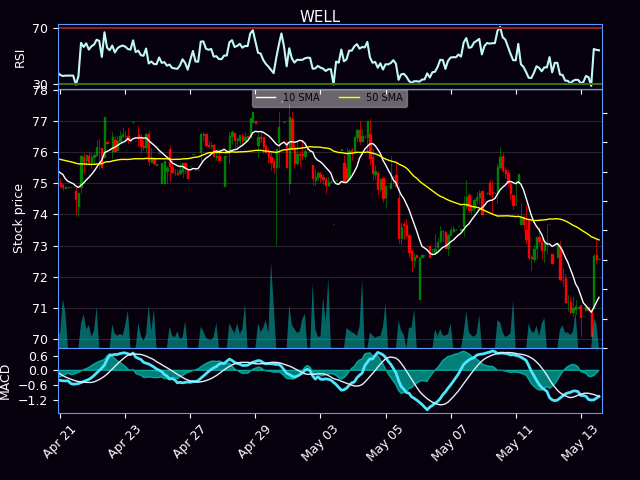 WELL
RSI
70
30
10 SMA
50 SMA
Stock price
78
77
76
75
74
73
72
71
70
MACD
0.6
0.0
−0.6
−1.2
Apr 21
Apr 23
Apr 27
Apr 29
May 03
May 05
May 07
May 11
May 13